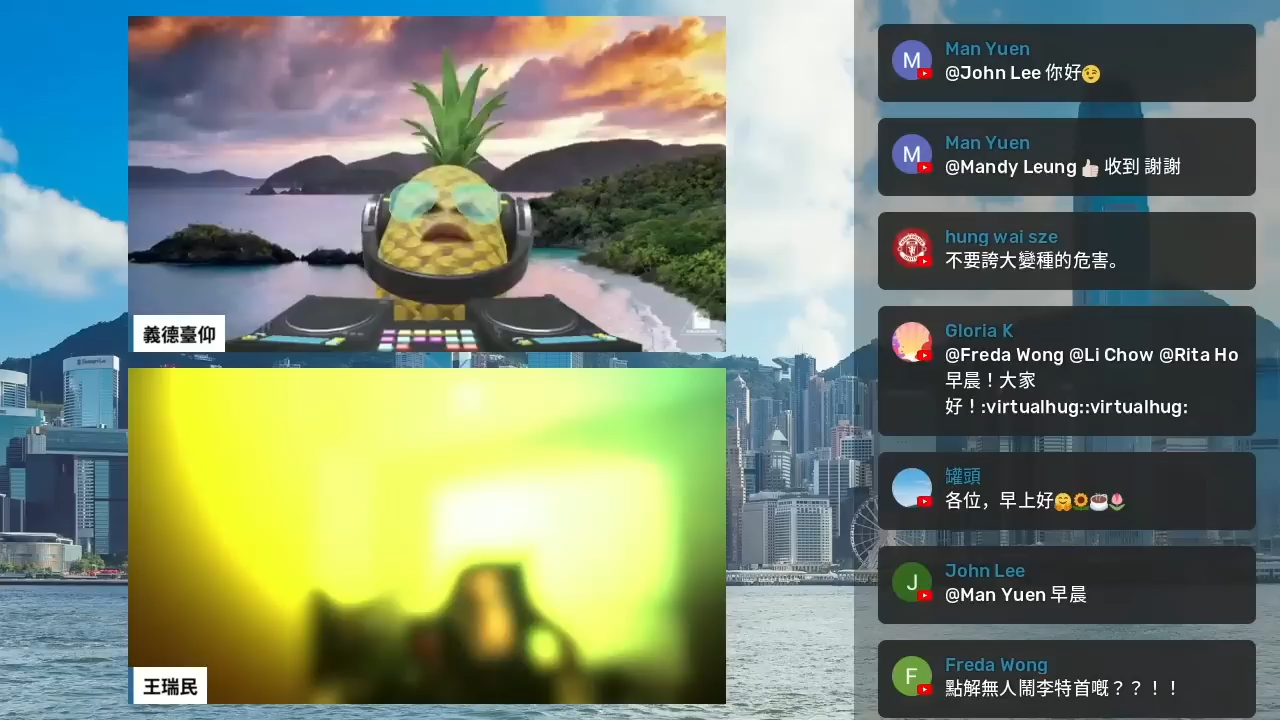 義德臺仰
王瑞民
M
Man Yuen
@John Lee 你好😉
M
Man Yuen
@Mandy Leung 👍🏻 收到 謝謝
hung wai sze
不要誇大變種的危害。
Gloria K
@Freda Wong @Li Chow @Rita Ho
早晨！大家
好！:virtualhug::virtualhug:
罐頭
各位，早上好🤗🌻☕🌷
J
John Lee
@Man Yuen 早晨
F
Freda Wong
點解無人鬧李特首嘅？？！！